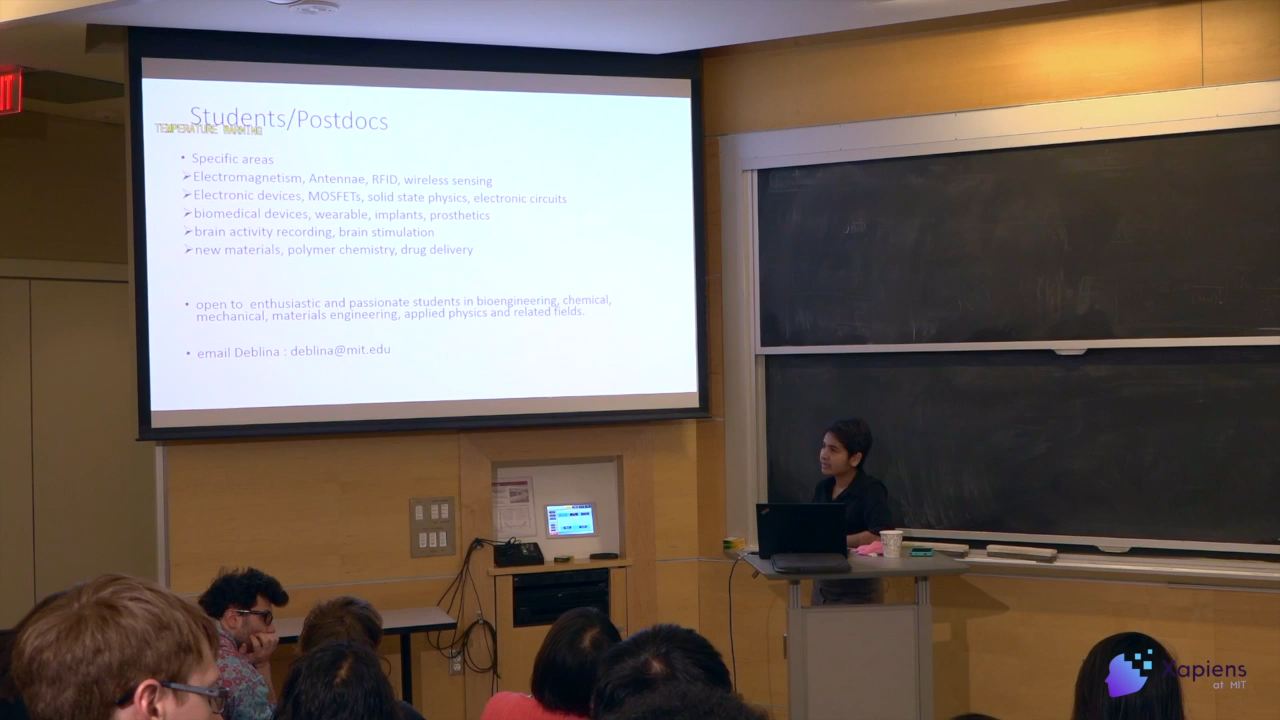 Students/Postdocs
TEMPERATURE WARNING
• Specific areas
➢Electromagnetism, Antennae, RFID, wireless sensing
➢Electronic devices, MOSFETs, solid state physics, electronic circuits
➢biomedical devices, wearable, implants, prosthetics
➢brain activity recording, brain stimulation
➢new materials, polymer chemistry, drug delivery
• open to enthusiastic and passionate students in bioengineering, chemical,
mechanical, materials engineering, applied physics and related fields.
• email Deblina : deblina@mit.edu
Xapiens
at MIT